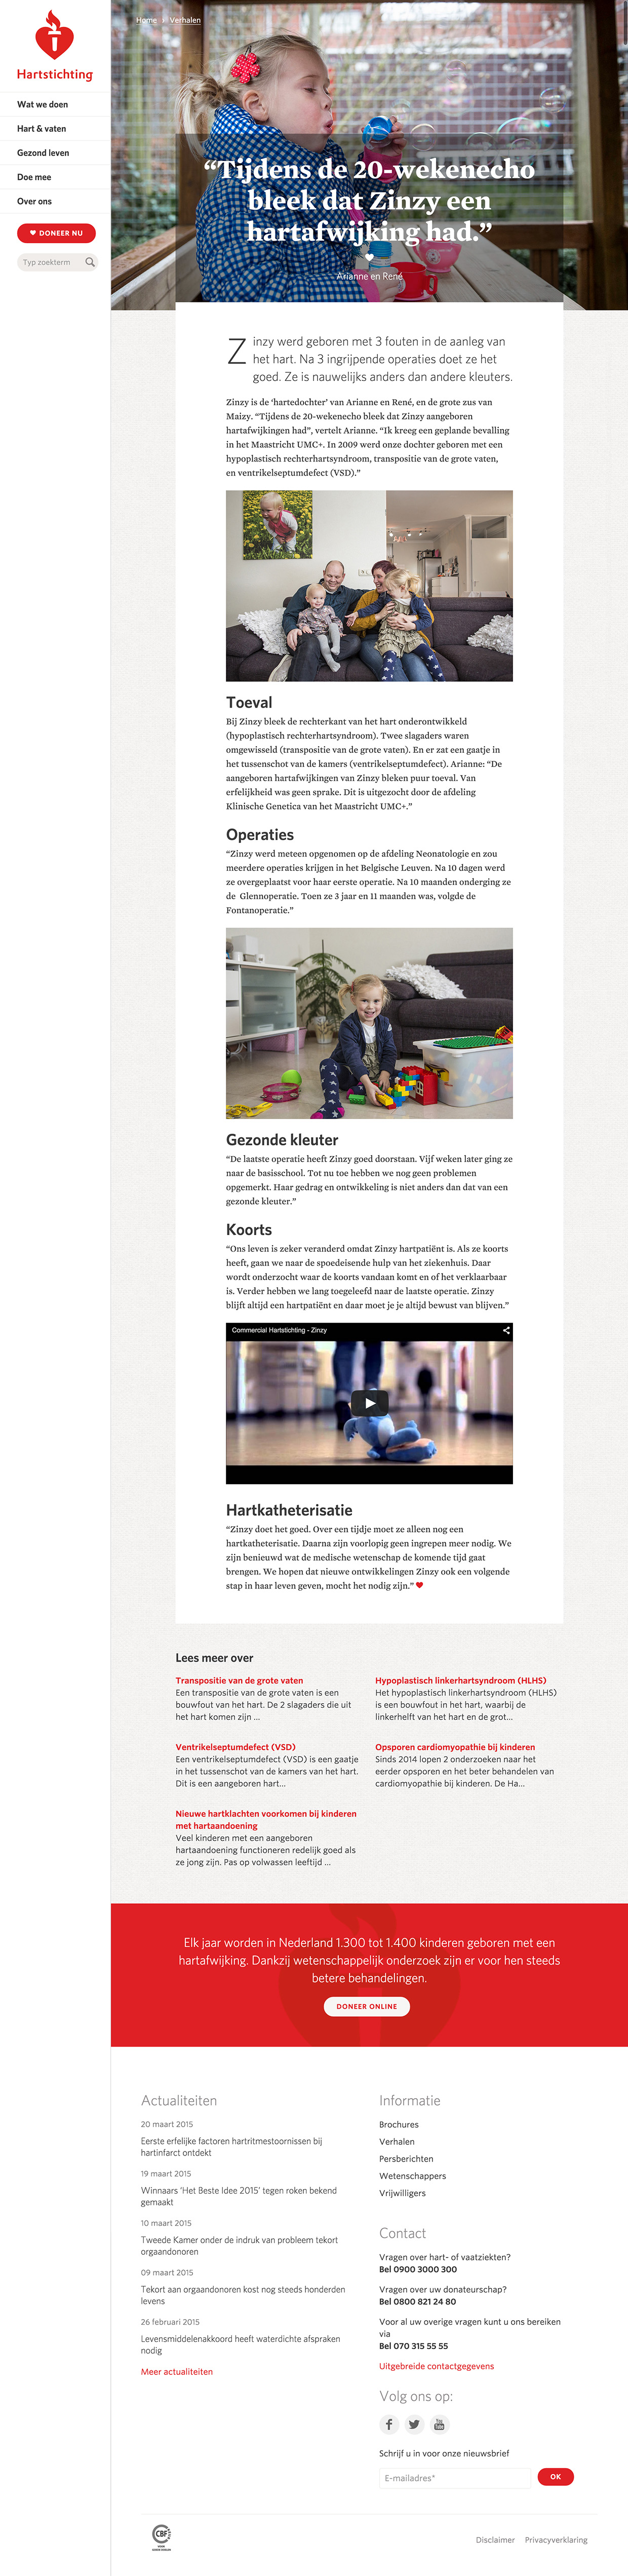 Hartstichting
Wat we doen
Hart & vaten
Gezond leven
Doe mee
Over ons
DONEER NU
Typ zoekterm
Home › Verhalen
“Tijdens de 20-wekenecho
bleek dat Zinzy een
hartafwijking had.”
Arianne en René
Zinzy werd geboren met 3 fouten in de aanleg van
het hart. Na 3 ingrijpende operaties doet ze het
goed. Ze is nauwelijks anders dan andere kleuters.
Zinzy is de ‘hartedochter’ van Arianne en René, en de grote zus van
Maizy. “Tijdens de 20-wekenecho bleek dat Zinzy aangeboren
hartafwijkingen had”, vertelt Arianne. “Ik kreeg een geplande bevalling
in het Maastricht UMC+. In 2009 werd onze dochter geboren met een
hypoplastisch rechterhartsyndroom, transpositie van de grote vaten,
en ventrikelseptumdefect (VSD).”
Toeval
Bij Zinzy bleek de rechterkant van het hart onderontwikkeld
(hypoplastisch rechterhartsyndroom). Twee slagaders waren
omgewisseld (transpositie van de grote vaten). En er zat een gaatje in
het tussenschot van de kamers (ventrikelseptumdefect). Arianne: “De
aangeboren hartafwijkingen van Zinzy bleken puur toeval. Van
erfelijkheid was geen sprake. Dit is uitgezocht door de afdeling
Klinische Genetica van het Maastricht UMC+.”
Operaties
“Zinzy werd meteen opgenomen op de afdeling Neonatologie en zou
meerdere operaties krijgen in het Belgische Leuven. Na 10 dagen werd
ze overgeplaatst voor haar eerste operatie. Na 10 maanden onderging ze
de Glennoperatie. Toen ze 3 jaar en 11 maanden was, volgde de
Fontanoperatie.”
Gezonde kleuter
“De laatste operatie heeft Zinzy goed doorstaan. Vijf weken later ging ze
naar de basisschool. Tot nu toe hebben we nog geen problemen
opgemerkt. Haar gedrag en ontwikkeling is niet anders dan dat van een
gezonde kleuter.”
Koorts
“Ons leven is zeker veranderd omdat Zinzy hartpatiënt is. Als ze koorts
heeft, gaan we naar de spoedeisende hulp van het ziekenhuis. Daar
wordt onderzocht waar de koorts vandaan komt en of het verklaarbaar
is. Verder hebben we lang toegeleefd naar de laatste operatie. Zinzy
blijft altijd een hartpatiënt en daar moet je je altijd bewust van blijven.”
Commercial Hartstichting - Zinzy
Hartkatheterisatie
“Zinzy doet het goed. Over een tijdje moet ze alleen nog een
hartkatheterisatie. Daarna zijn voorlopig geen ingrepen meer nodig. We
zijn benieuwd wat de medische wetenschap de komende tijd gaat
brengen. We hopen dat nieuwe ontwikkelingen Zinzy ook een volgende
stap in haar leven geven, mocht het nodig zijn.”
Lees meer over
Transpositie van de grote vaten
Een transpositie van de grote vaten is een
bouwfout van het hart. De 2 slagaders die uit
het hart komen zijn ...
Hypoplastisch linkerhartsyndroom (HLHS)
Het hypoplastisch linkerhartsyndroom (HLHS)
is een bouwfout in het hart, waarbij de
linkerhelft van het hart en de grot...
Ventrikelseptumdefect (VSD)
Een ventrikelseptumdefect (VSD) is een gaatje
in het tussenschot van de kamers van het hart.
Dit is een aangeboren hart...
Opsporen cardiomyopathie bij kinderen
Sinds 2014 lopen 2 onderzoeken naar het
eerder opsporen en het beter behandelen van
cardiomyopathie bij kinderen. De Ha...
Nieuwe hartklachten voorkomen bij kinderen
met hartaandoening
Veel kinderen met een aangeboren
hartaandoening functioneren redelijk goed als
ze jong zijn. Pas op volwassen leeftijd ...
Elk jaar worden in Nederland 1.300 tot 1.400 kinderen geboren met een
hartafwijking. Dankzij wetenschappelijk onderzoek zijn er voor hen steeds
betere behandelingen.
DONEER ONLINE
Actualiteiten
20 maart 2015
Eerste erfelijke factoren hartritmestoornissen bij
hartinfarct ontdekt
19 maart 2015
Winnaars ‘Het Beste Idee 2015’ tegen roken bekend
gemaakt
10 maart 2015
Tweede Kamer onder de indruk van probleem tekort
orgaandonoren
09 maart 2015
Tekort aan orgaandonoren kost nog steeds honderden
levens
26 februari 2015
Levensmiddelenakkoord heeft waterdichte afspraken
nodig
Meer actualiteiten
Informatie
Brochures
Verhalen
Persberichten
Wetenschappers
Vrijwilligers
Contact
Vragen over hart- of vaatziekten?
Bel 0900 3000 300
Vragen over uw donateurschap?
Bel 0800 821 24 80
Voor al uw overige vragen kunt u ons bereiken
via
Bel 070 315 55 55
Uitgebreide contactgegevens
Volg ons op:
You
Tube
Schrijf u in voor onze nieuwsbrief
E-mailadres*
OK
CBF
Disclaimer
Privacyverklaring